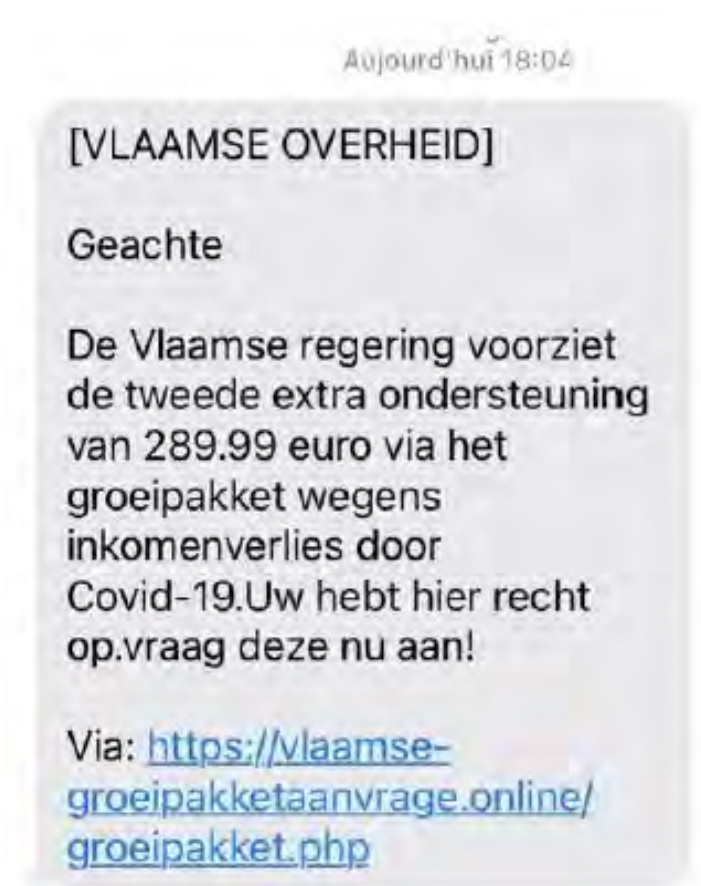 Aujourd'hui 18:04
[VLAAMSE OVERHEID]
Geachte
De Vlaamse regering voorziet
de tweede extra ondersteuning
van 289.99 euro via het
groeipakket wegens
inkomenverlies door
Covid-19.Uw hebt hier recht
op.vraag deze nu aan!
Via: https://vlaamse-
groeipakketaanvrage.online/
groeipakket.php